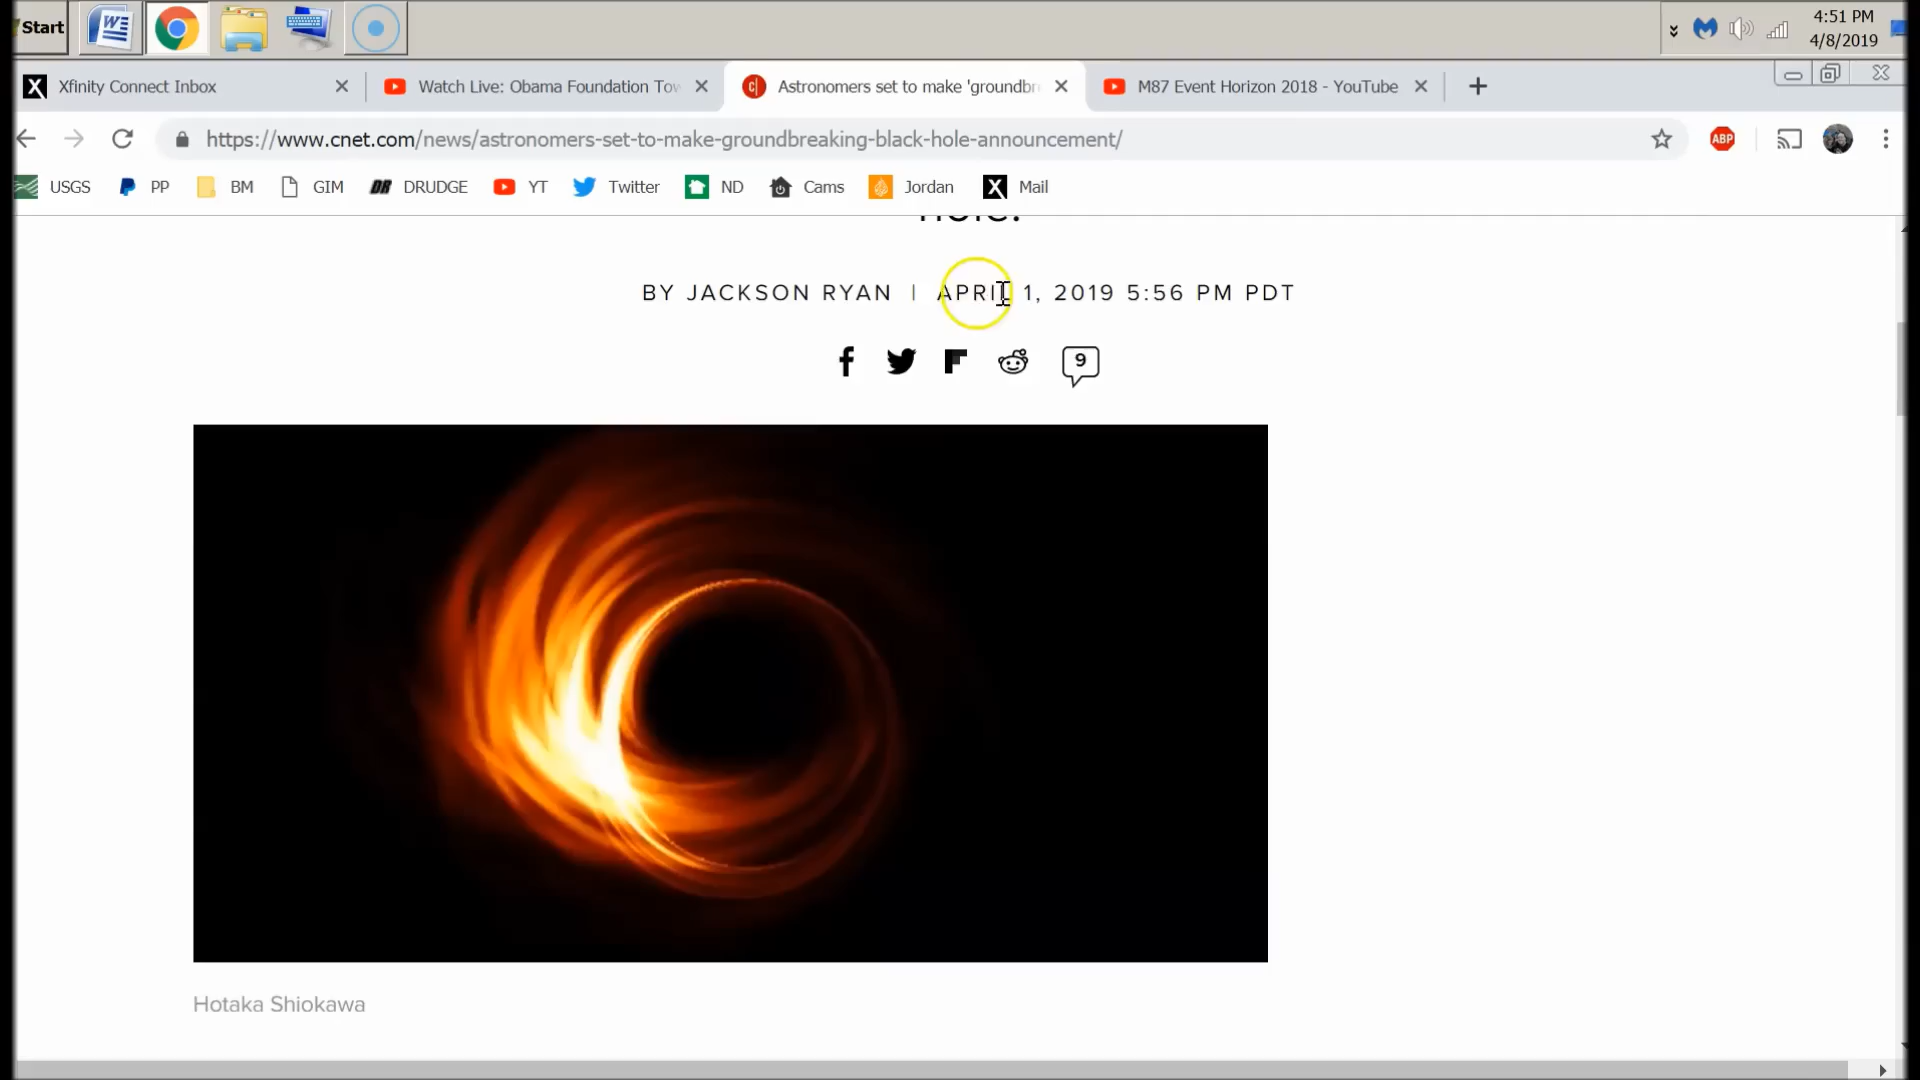 Start
4:51 PM
4/8/2019
Xfinity Connect Inbox
Watch Live: Obama Foundation Tow
Astronomers set to make 'groundbr
M87 Event Horizon 2018 - YouTube
https://www.cnet.com/news/astronomers-set-to-make-groundbreaking-black-hole-announcement/
ABP
USGS
PP
BM
GIM
DR DRUDGE
YT
Twitter
ND
Cams
Jordan
X Mail
hole.
BY JACKSON RYAN | APRIL 1, 2019 5:56 PM PDT
9
Hotaka Shiokawa